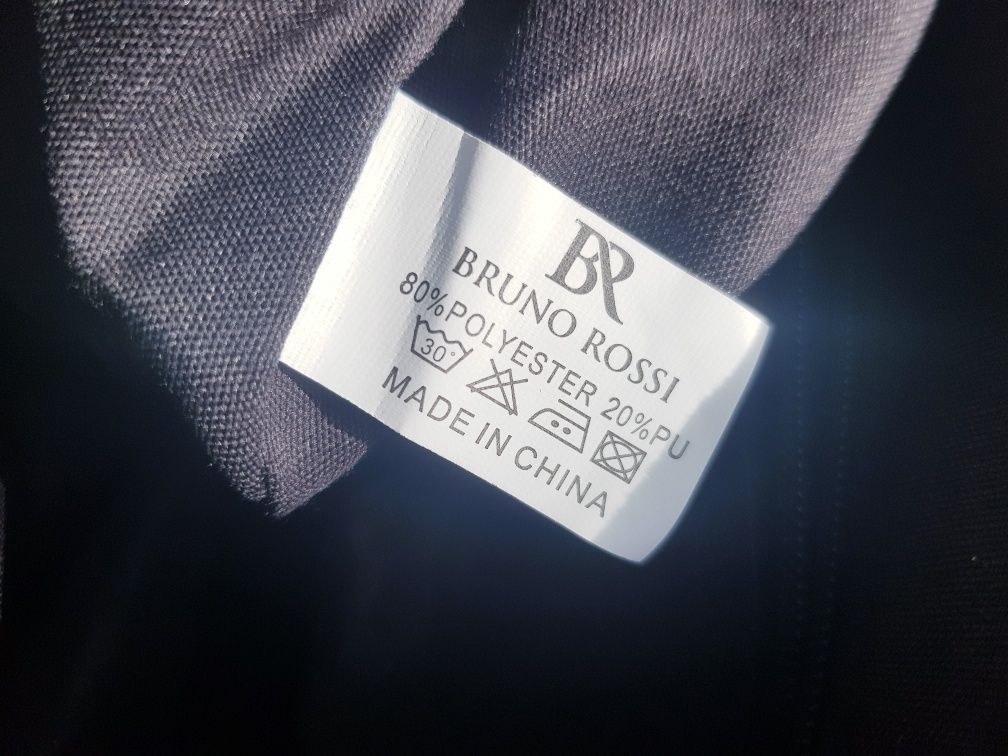 BR
BRUNO ROSSI
80%POLYESTER 20%PU
30°
MADE IN CHINA